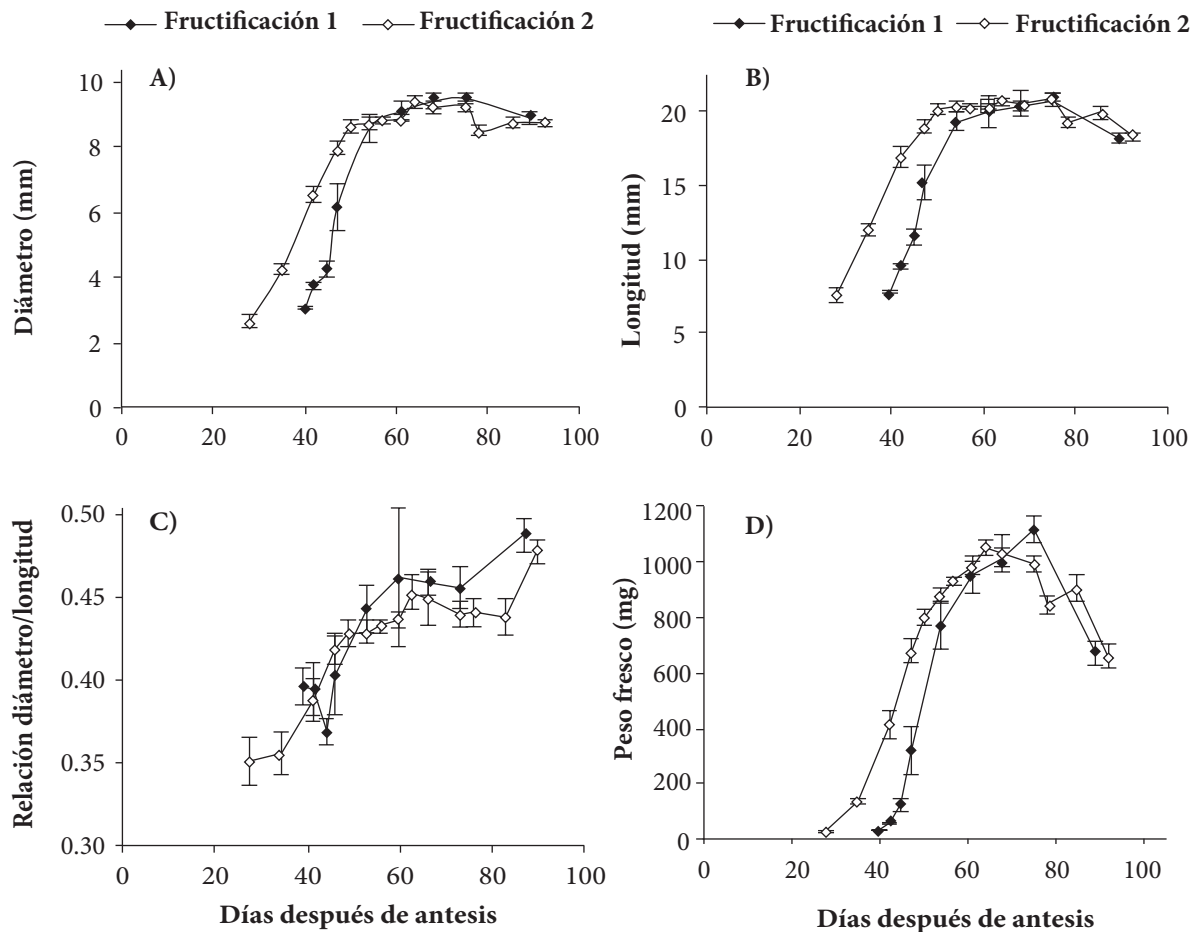 Fructificación 1 Fructificación 2 Fructificación 1 Fructificación 2
A)
Diámetro (mm)
10
8
6
4
2
0
0 20 40 60 80 100
B)
Longitud (mm)
20
15
10
5
0
0 20 40 60 80 100
C)
Relación diámetro/longitud
0.50
0.45
0.40
0.35
0.30
0 20 40 60 80 100
Días después de antesis
D)
Peso fresco (mg)
1200
1000
800
600
400
200
0
0 20 40 60 80 100
Días después de antesis